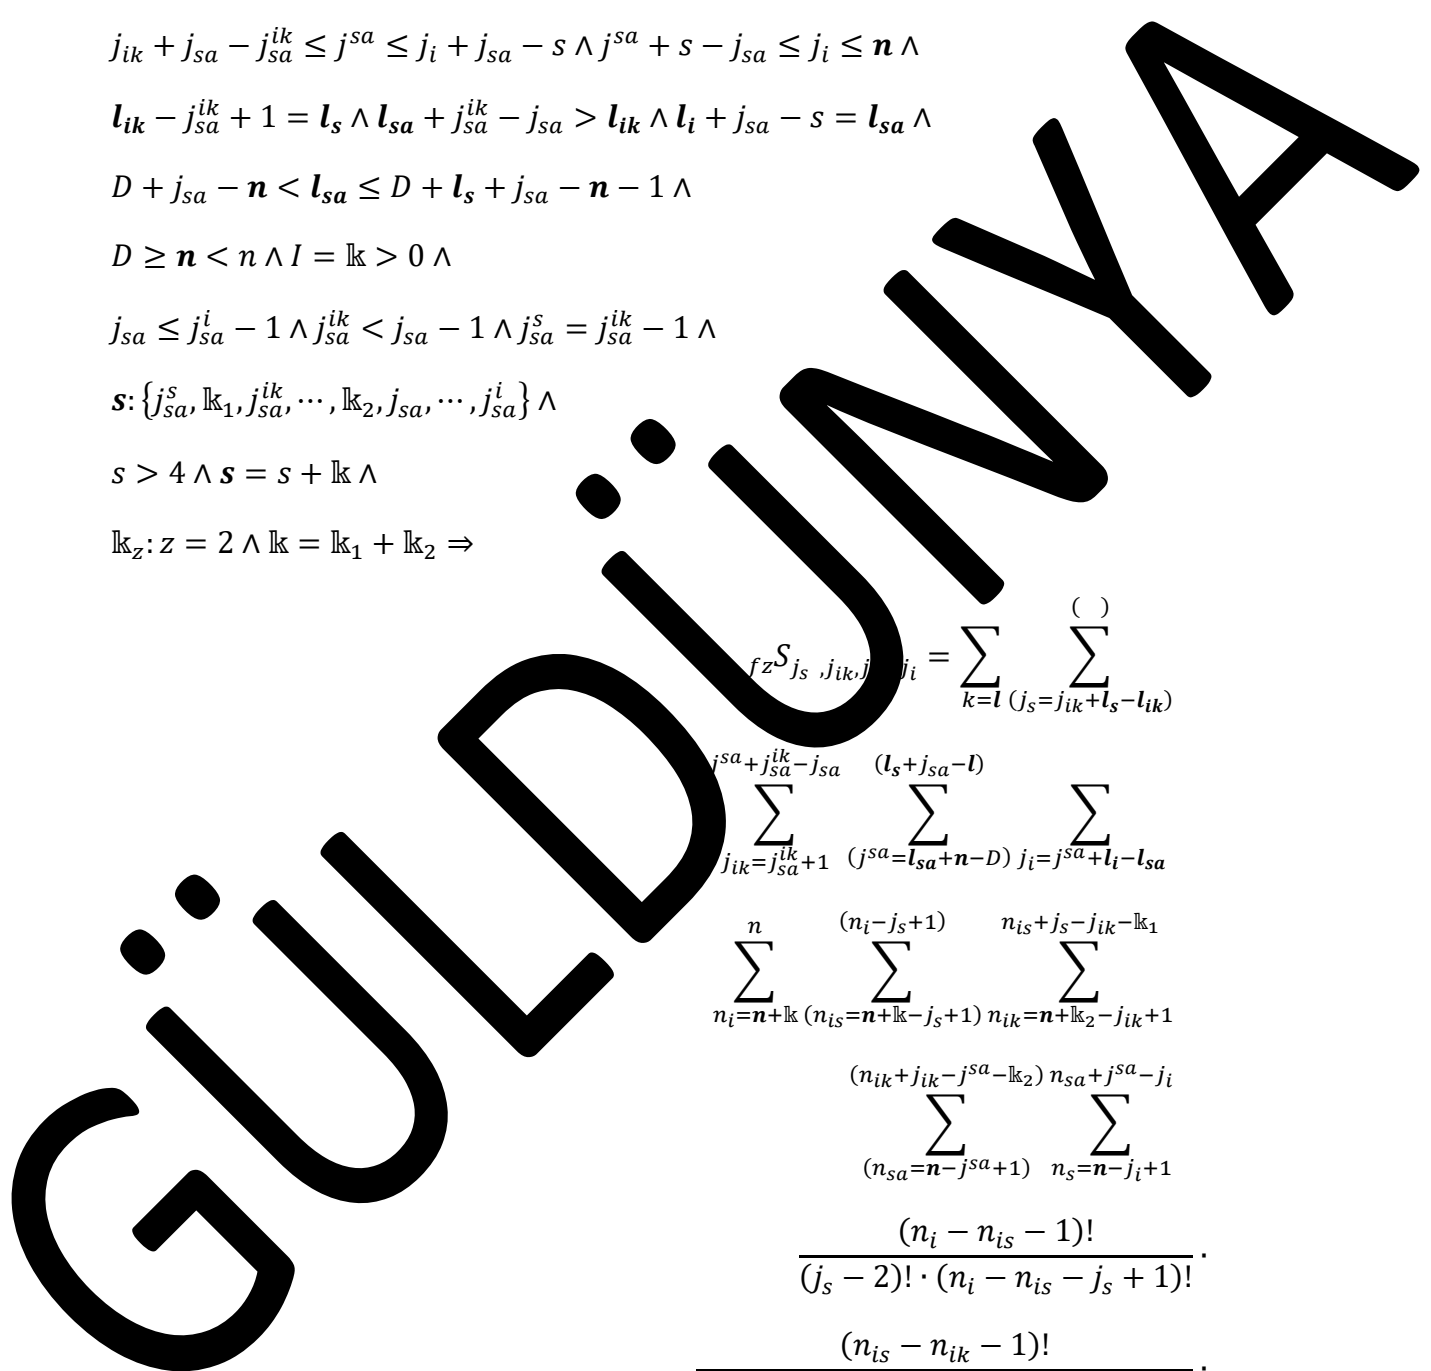 j_{ik} + j_{sa} − j_{sa}^{ik} ≤ j^{sa} ≤ j_i + j_{sa} − s ∧ j^{sa} + s − j_{sa} ≤ j_i ≤ n ∧
l_{ik} − j_{sa}^{ik} + 1 = l_s ∧ l_{sa} + j_{sa}^{ik} − j_{sa} > l_{ik} ∧ l_i + j_{sa} − s = l_{sa} ∧
D + j_{sa} − n < l_{sa} ≤ D + l_s + j_{sa} − n − 1 ∧
D ≥ n < n ∧ I = 𝕜 > 0 ∧
j_{sa} ≤ j_{sa}^{i} − 1 ∧ j_{sa}^{ik} < j_{sa} − 1 ∧ j_{sa}^{s} = j_{sa}^{ik} − 1 ∧
s: {j_{sa}^{s}, 𝕜_1, j_{sa}^{ik}, ⋯, 𝕜_2, j_{sa}, ⋯, j_{sa}^{i}} ∧
s > 4 ∧ s = s + 𝕜 ∧
𝕜_z: z = 2 ∧ 𝕜 = 𝕜_1 + 𝕜_2 ⇒
GÜLDÜNYA
_{fz}S_{j_s, j_{ik}, j j_i} = ∑_{k=l} ∑_{(j_s=j_{ik}+l_s−l_{ik})}^{( )}
∑_{j_{ik}=j_{sa}^{ik}+1}^{j^{sa}+j_{sa}^{ik}−j_{sa}} ∑_{(j^{sa}=l_{sa}+n−D)}^{(l_s+j_{sa}−l)} ∑_{j_i=j^{sa}+l_i−l_{sa}}
∑_{n_i=n+𝕜}^{n} ∑_{(n_{is}=n+𝕜−j_s+1)}^{(n_i−j_s+1)} ∑_{n_{ik}=n+𝕜_2−j_{ik}+1}^{n_{is}+j_s−j_{ik}−𝕜_1}
∑_{(n_{sa}=n−j^{sa}+1)}^{(n_{ik}+j_{ik}−j^{sa}−𝕜_2)} ∑_{n_s=n−j_i+1}^{n_{sa}+j^{sa}−j_i}
(n_i − n_{is} − 1)!
(j_s − 2)! · (n_i − n_{is} − j_s + 1)! ·
(n_{is} − n_{ik} − 1)! ·